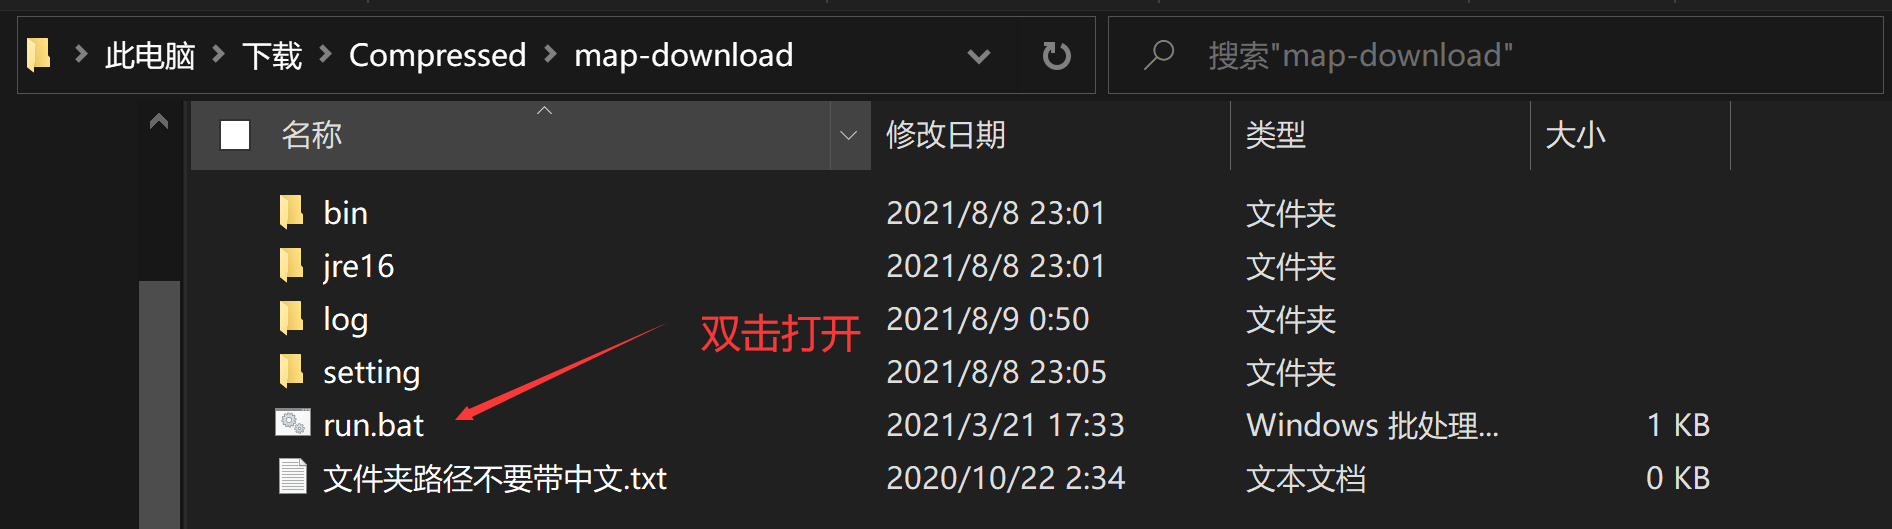 此电脑 下载 Compressed map-download 搜索"map-download"
名称 修改日期 类型 大小
bin 2021/8/8 23:01 文件夹
jre16 2021/8/8 23:01 文件夹
log 2021/8/9 0:50 文件夹
双击打开
setting 2021/8/8 23:05 文件夹
run.bat 2021/3/21 17:33 Windows 批处理... 1 KB
文件夹路径不要带中文.txt 2020/10/22 2:34 文本文档 0 KB